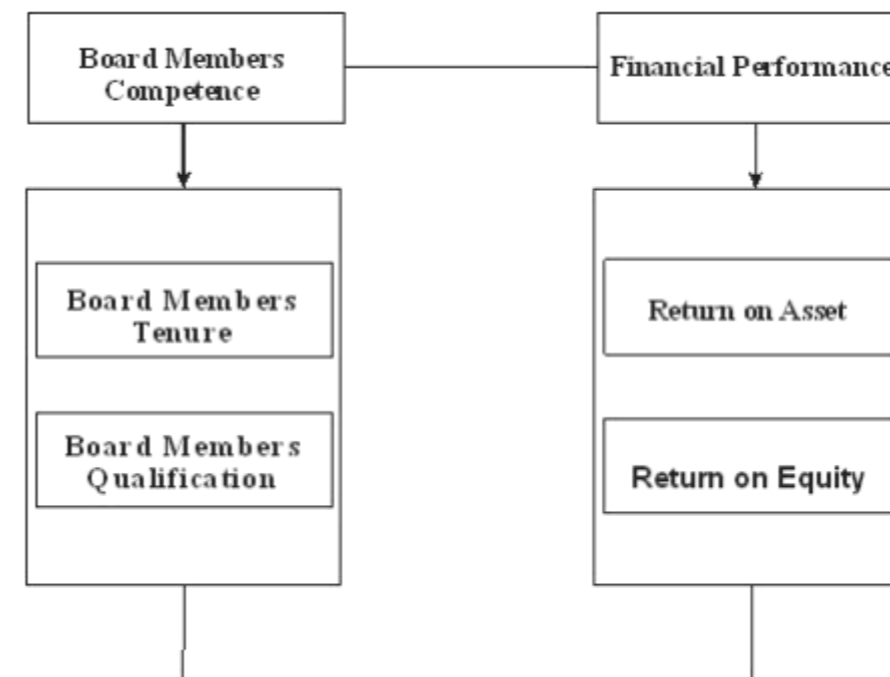 Board Members
Competence
Financial Performance
Board Members
Tenure
Return on Asset
Board Members
Qualification
Return on Equity